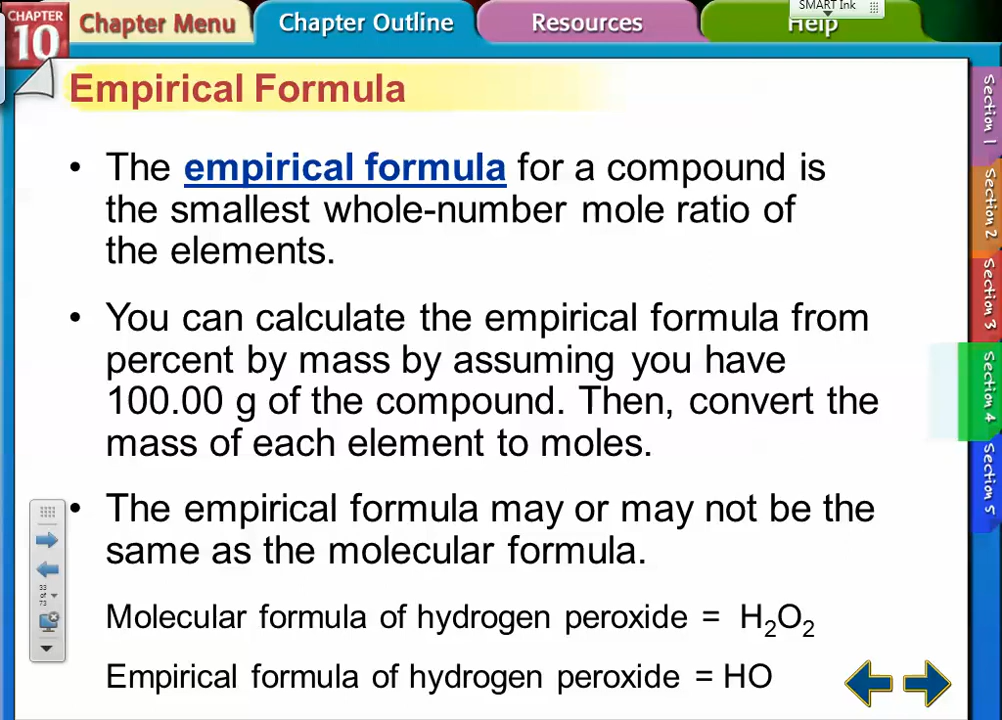 CHAPTER
10
Chapter Menu
Chapter Outline
Resources
Help
SMART Ink
Empirical Formula
• The empirical formula for a compound is
the smallest whole-number mole ratio of
the elements.
• You can calculate the empirical formula from
percent by mass by assuming you have
100.00 g of the compound. Then, convert the
mass of each element to moles.
• The empirical formula may or may not be the
same as the molecular formula.
Molecular formula of hydrogen peroxide = H₂O₂
Empirical formula of hydrogen peroxide = HO
33
of
73
Section 1
Section 2
Section 3
Section 4
Section 5